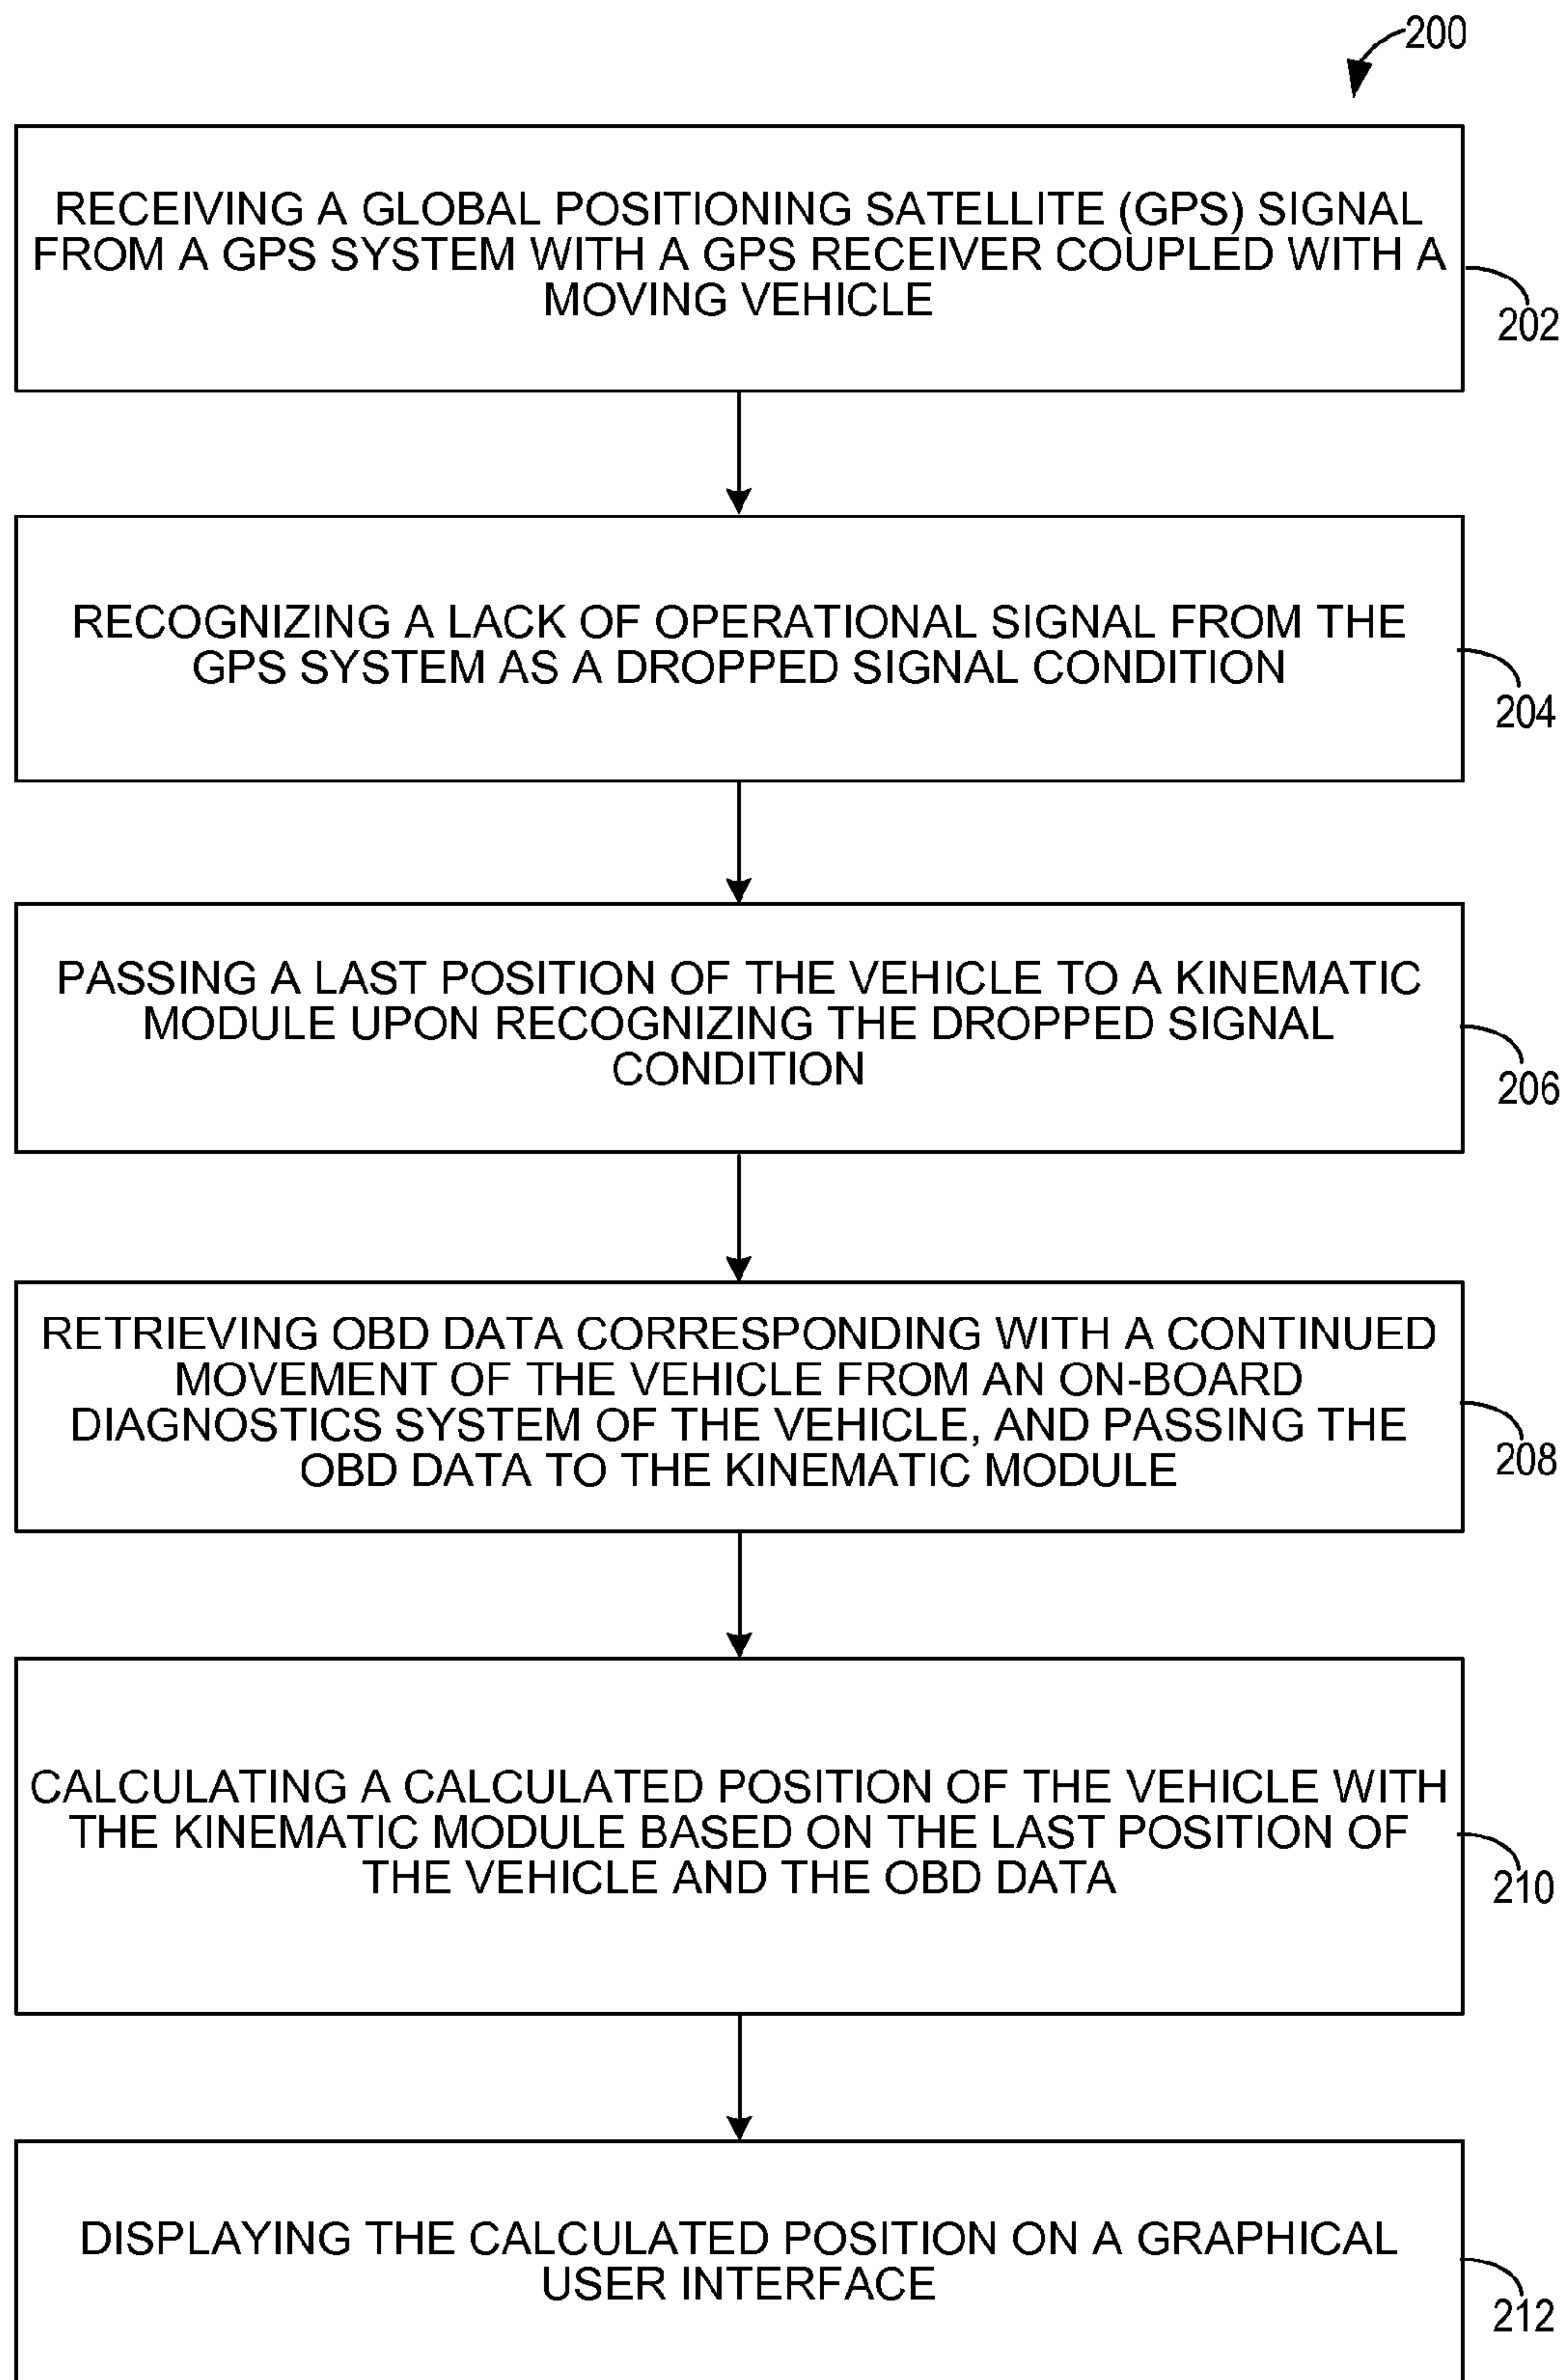 200
RECEIVING A GLOBAL POSITIONING SATELLITE (GPS) SIGNAL
FROM A GPS SYSTEM WITH A GPS RECEIVER COUPLED WITH A
MOVING VEHICLE
202
RECOGNIZING A LACK OF OPERATIONAL SIGNAL FROM THE
GPS SYSTEM AS A DROPPED SIGNAL CONDITION
204
PASSING A LAST POSITION OF THE VEHICLE TO A KINEMATIC
MODULE UPON RECOGNIZING THE DROPPED SIGNAL
CONDITION
206
RETRIEVING OBD DATA CORRESPONDING WITH A CONTINUED
MOVEMENT OF THE VEHICLE FROM AN ON-BOARD
DIAGNOSTICS SYSTEM OF THE VEHICLE, AND PASSING THE
OBD DATA TO THE KINEMATIC MODULE
208
CALCULATING A CALCULATED POSITION OF THE VEHICLE WITH
THE KINEMATIC MODULE BASED ON THE LAST POSITION OF
THE VEHICLE AND THE OBD DATA
210
DISPLAYING THE CALCULATED POSITION ON A GRAPHICAL
USER INTERFACE
212